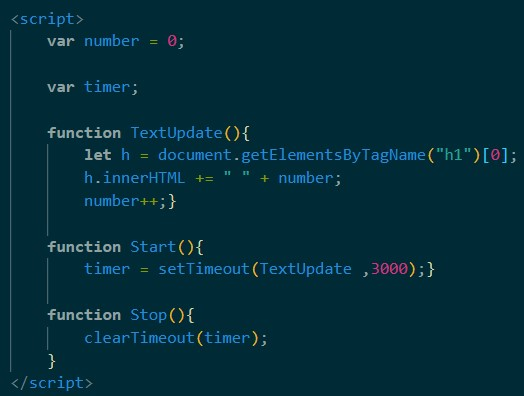 <script>
var number = 0;
var timer;
function TextUpdate(){
let h = document.getElementsByTagName("h1")[0];
h.innerHTML += " " + number;
number++;}
function Start(){
timer = setTimeout(TextUpdate ,3000);}
function Stop(){
clearTimeout(timer);
}
</script>